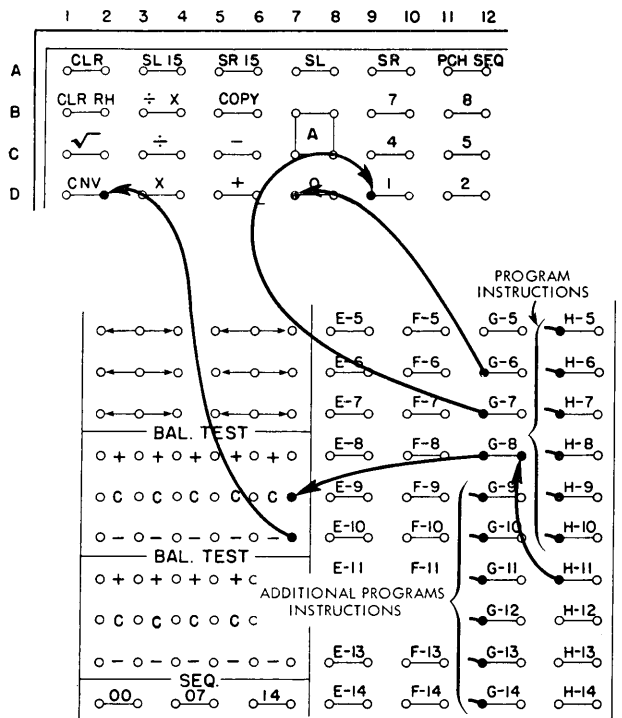 1 2 3 4 5 6 7 8 9 10 11 12
A CLR SL 15 SR 15 SL SR PCH SEQ
B CLR RH ÷ X COPY 7 8
C √ ÷ − A 4 5
D CNV X + 0 1 2
PROGRAM
INSTRUCTIONS
E-5 F-5 G-5 H-5
E-6 F-6 G-6 H-6
E-7 F-7 G-7 H-7
BAL. TEST
+ + + + + E-8 F-8 G-8 H-8
C C C C C E-9 F-9 G-9 H-9
− − − − − E-10 F-10 G-10 H-10
BAL. TEST
+ + + + E-11 F-11 G-11 H-11
ADDITIONAL PROGRAMS
INSTRUCTIONS
C C C C G-12 H-12
− − − − − E-13 F-13 G-13 H-13
SEQ.
00 07 14 E-14 F-14 G-14 H-14